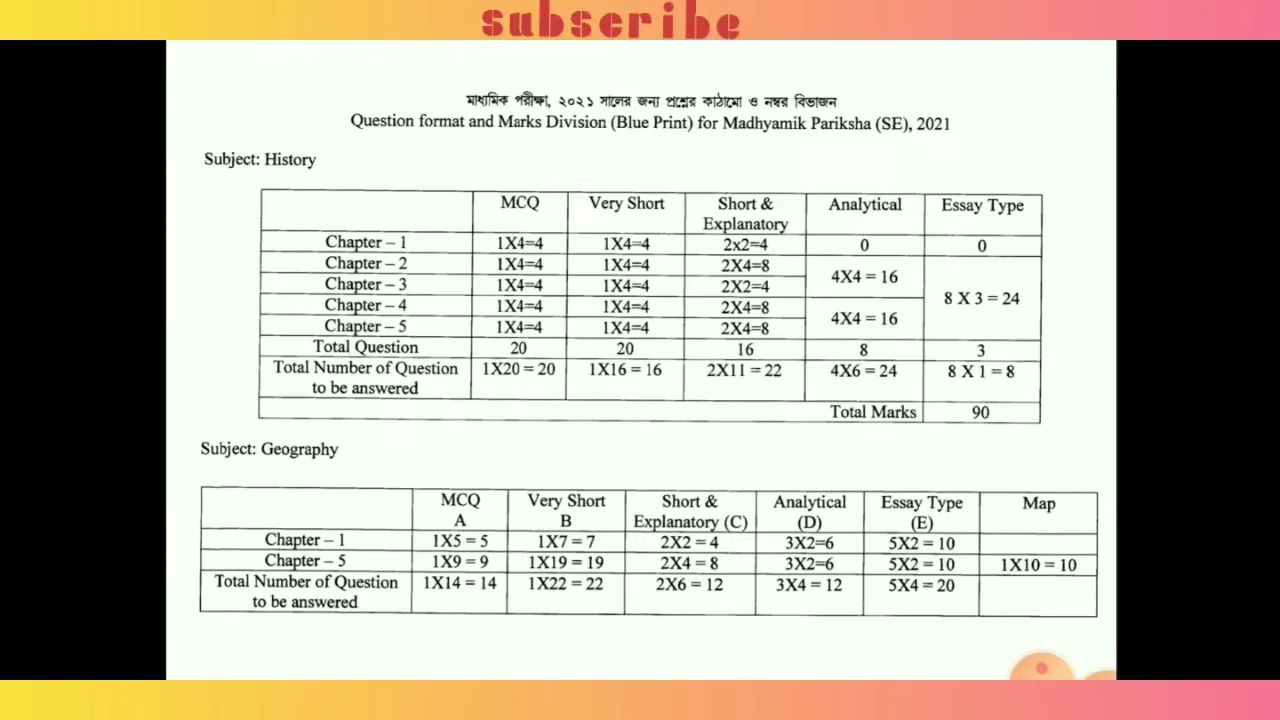 subscribe
মাধ্যমিক পরীক্ষা, ২০২১ সালের জন্য প্রশ্নের কাঠামো ও নম্বর বিভাজন
Question format and Marks Division (Blue Print) for Madhyamik Pariksha (SE), 2021
Subject: History
MCQ Very Short Short & Explanatory Analytical Essay Type
Chapter – 1 1X4=4 1X4=4 2x2=4 0 0
Chapter – 2 1X4=4 1X4=4 2X4=8 4X4 = 16 8 X 3 = 24
Chapter – 3 1X4=4 1X4=4 2X2=4
Chapter – 4 1X4=4 1X4=4 2X4=8 4X4 = 16
Chapter – 5 1X4=4 1X4=4 2X4=8
Total Question 20 20 16 8 3
Total Number of Question to be answered 1X20 = 20 1X16 = 16 2X11 = 22 4X6 = 24 8 X 1 = 8
Total Marks 90
Subject: Geography
MCQ A Very Short B Short & Explanatory (C) Analytical (D) Essay Type (E) Map
Chapter – 1 1X5 = 5 1X7 = 7 2X2 = 4 3X2=6 5X2 = 10
Chapter – 5 1X9 = 9 1X19 = 19 2X4 = 8 3X2=6 5X2 = 10 1X10 = 10
Total Number of Question to be answered 1X14 = 14 1X22 = 22 2X6 = 12 3X4 = 12 5X4 = 20